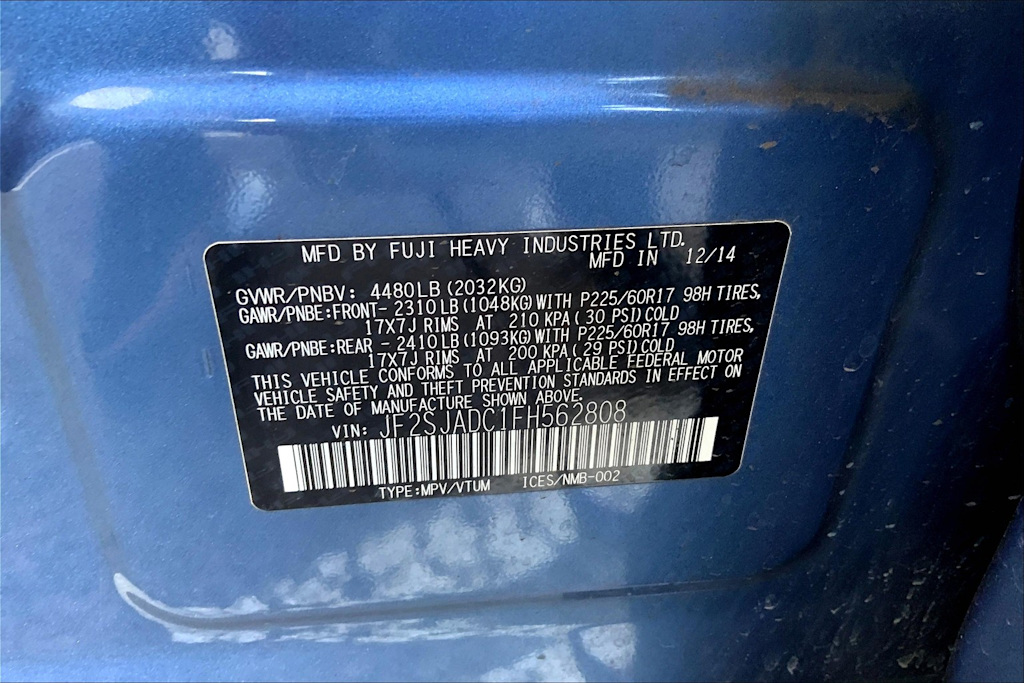 MFD BY FUJI HEAVY INDUSTRIES LTD.
MFD IN 12/14
GVWR/PNBV: 4480LB (2032KG)
GAWR/PNBE:FRONT- 2310LB (1048KG) WITH P225/60R17 98H TIRES,
17X7J RIMS AT 210 KPA ( 30 PSI) COLD
GAWR/PNBE:REAR - 2410LB (1093KG) WITH P225/60R17 98H TIRES,
17X7J RIMS AT 200 KPA ( 29 PSI) COLD
THIS VEHICLE CONFORMS TO ALL APPLICABLE FEDERAL MOTOR
VEHICLE SAFETY AND THEFT PREVENTION STANDARDS IN EFFECT ON
THE DATE OF MANUFACTURE SHOWN ABOVE.
VIN: JF2SJADC1FH562808
TYPE:MPV/VTUM ICES/NMB-002